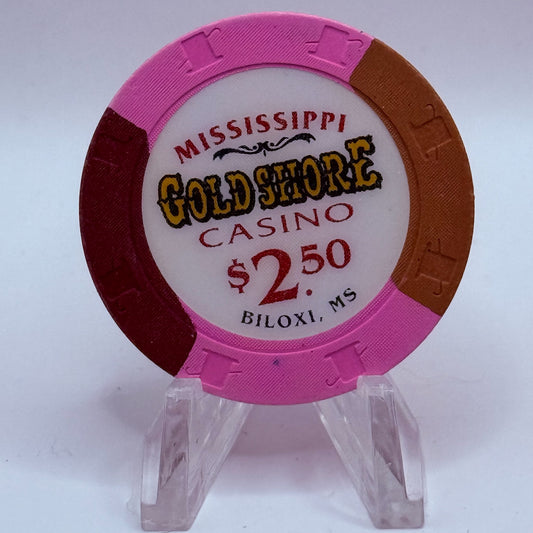 MISSISSIPPI
GOLD SHORE
CASINO
$2.50
BILOXI, MS